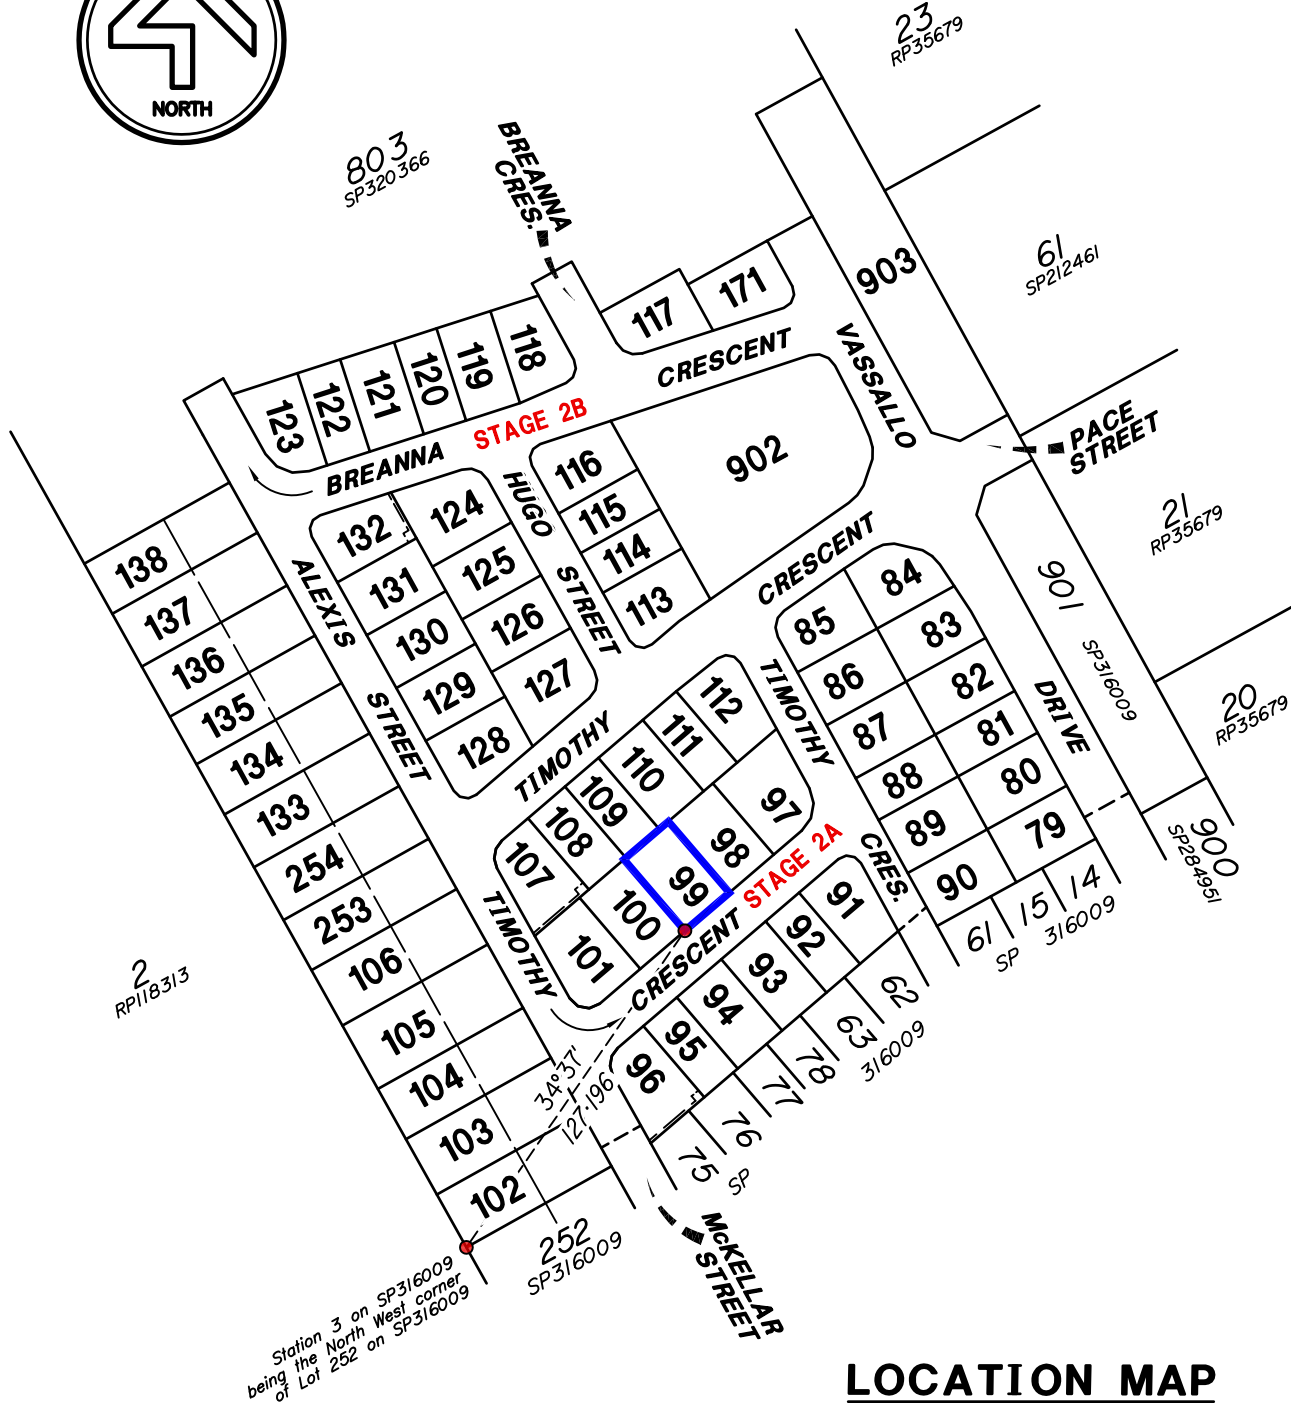 NORTH
23
RP35679
803
SP320366
BREANNA
CRES.
61
SP212461
903
171
117
CRESCENT
VASSALLO
118
119
120
121
122
123
STAGE 2B
BREANNA
PACE
STREET
902
116
115
114
113
HUGO
STREET
124
125
126
127
132
131
130
129
128
ALEXIS
STREET
21
RP35679
901
SP316009
20
RP35679
138
137
136
135
134
133
254
253
106
105
104
103
102
CRESCENT
TIMOTHY
84
85
83
86
82
87
81
88
80
89
79
90
TIMOTHY
CRES.
DRIVE
112
111
110
109
108
107
97
98
99
100
101
STAGE 2A
CRESCENT
TIMOTHY
91
92
93
94
95
96
900
SP284951
61
15
14
SP
316009
62
63
78
77
76
75
SP
316009
2
RP118313
34°37'
127·196
252
SP316009
McKELLAR
STREET
Station 3 on SP316009
being the North West corner
of Lot 252 on SP316009
LOCATION MAP